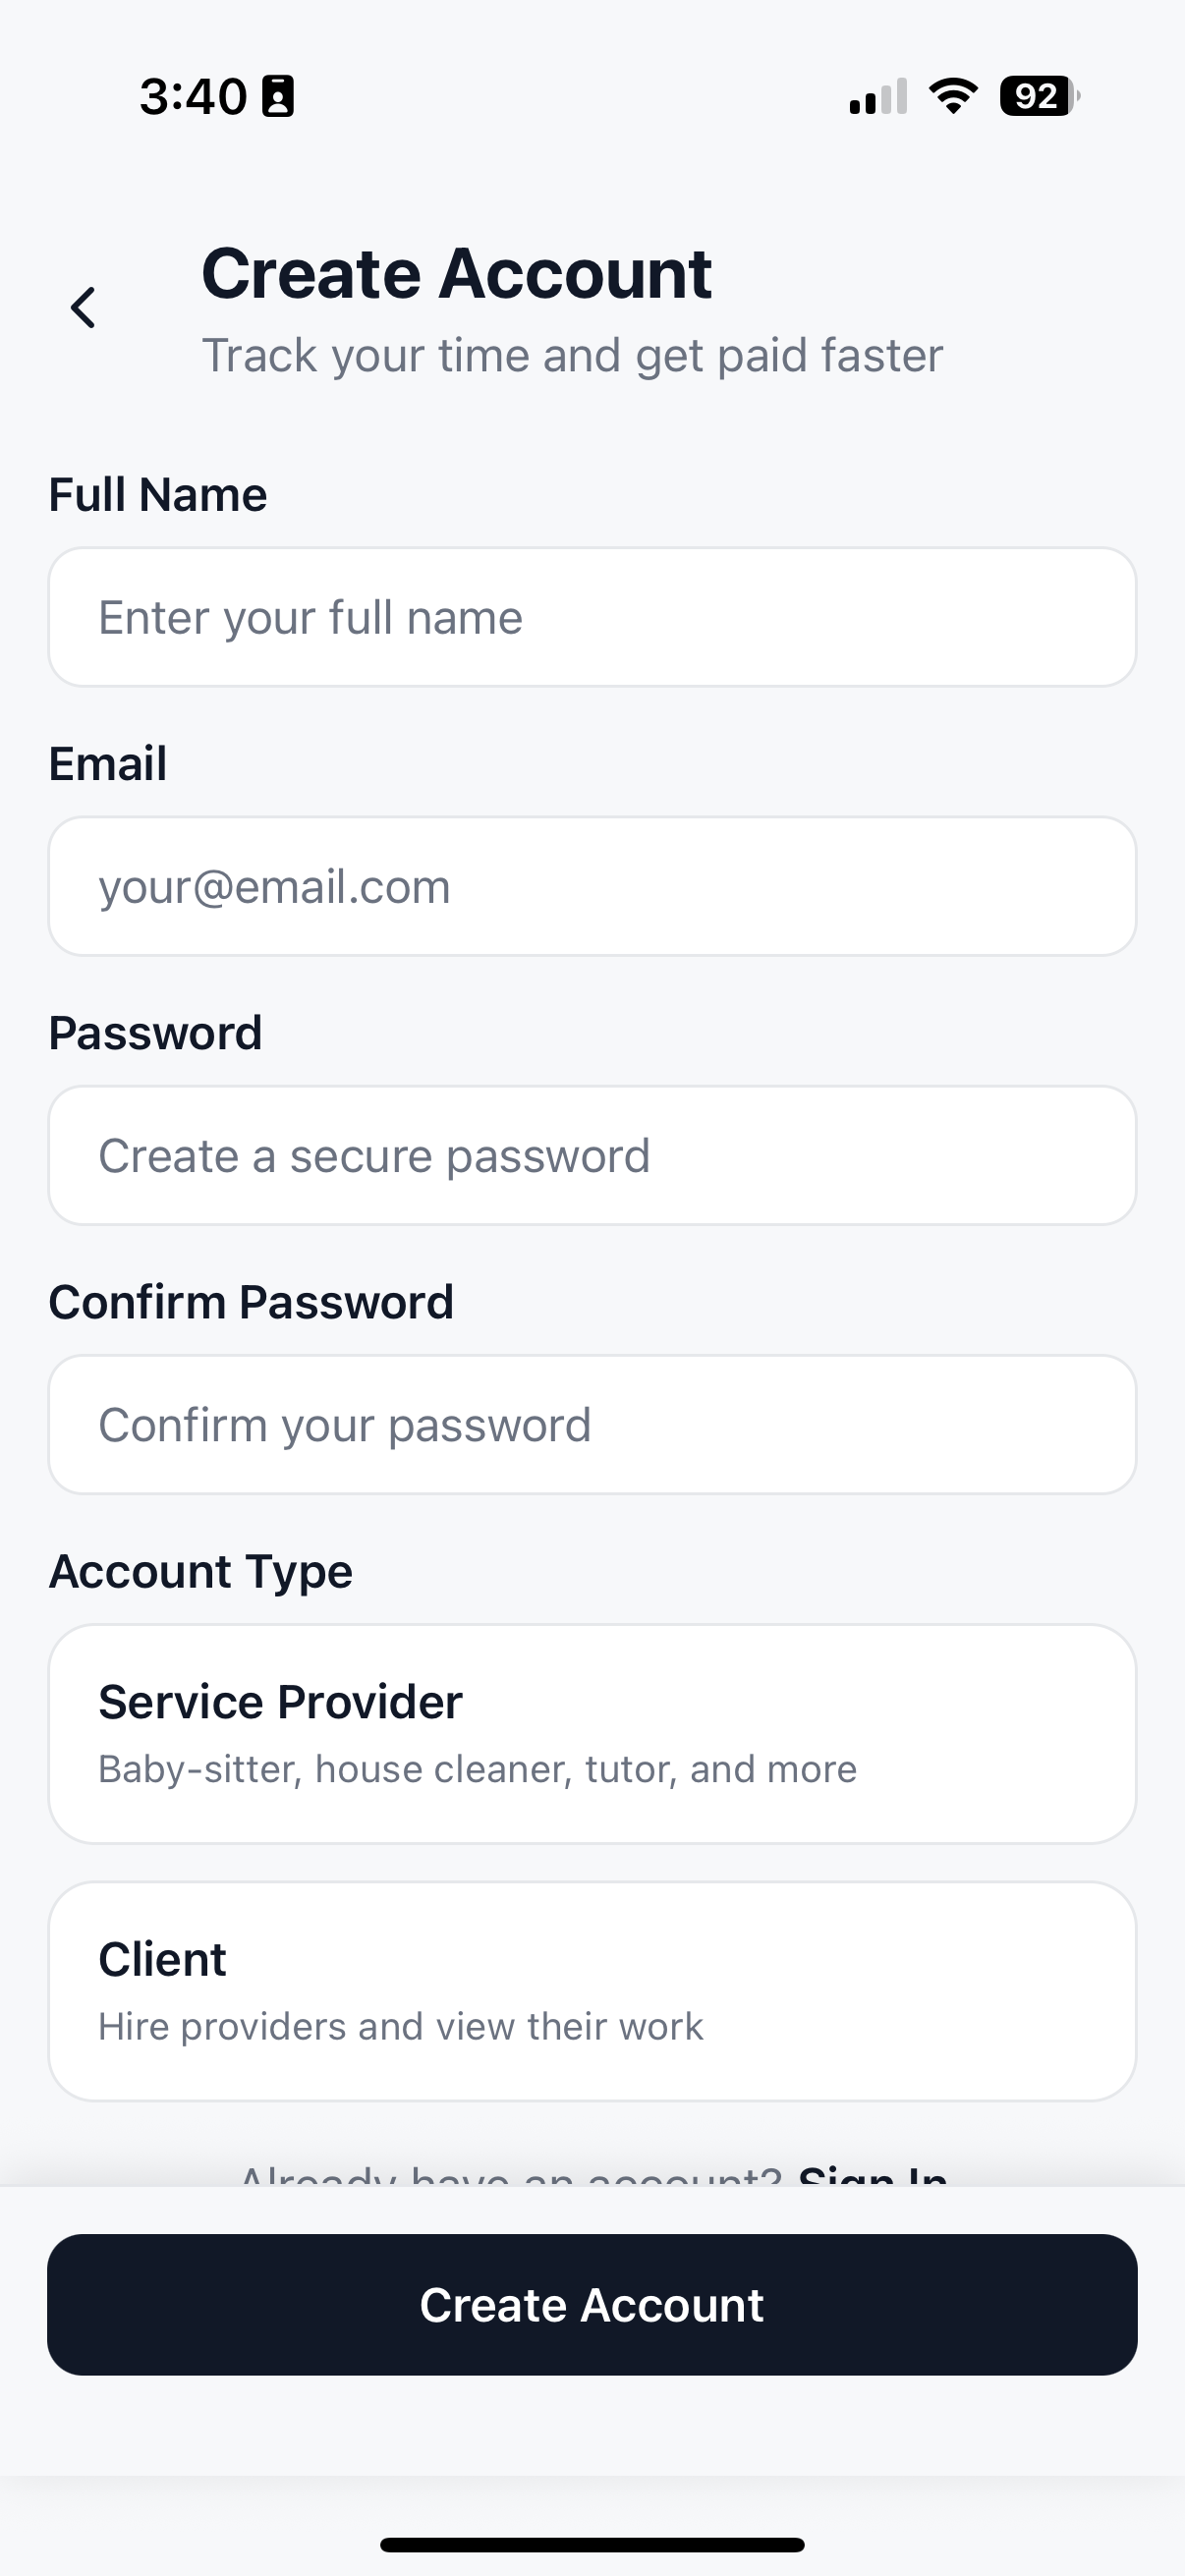 3:40
92
Create Account
Track your time and get paid faster
Full Name
Enter your full name
Email
your@email.com
Password
Create a secure password
Confirm Password
Confirm your password
Account Type
Service Provider
Baby-sitter, house cleaner, tutor, and more
Client
Hire providers and view their work
Already have an account? Sign In
Create Account